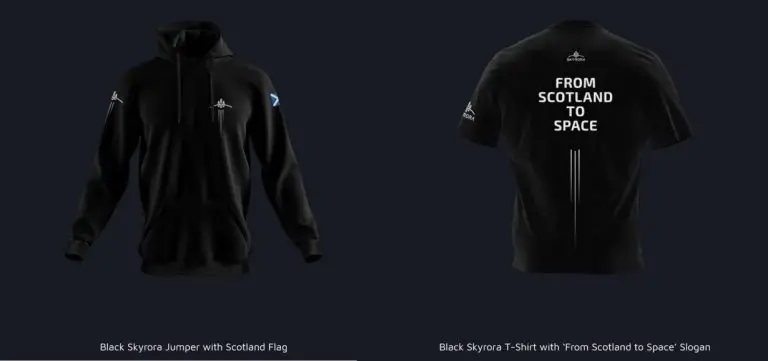 SKYRORA
FROM
SCOTLAND
TO
SPACE
Black Skyrora Jumper with Scotland Flag
Black Skyrora T-Shirt with ‘From Scotland to Space’ Slogan